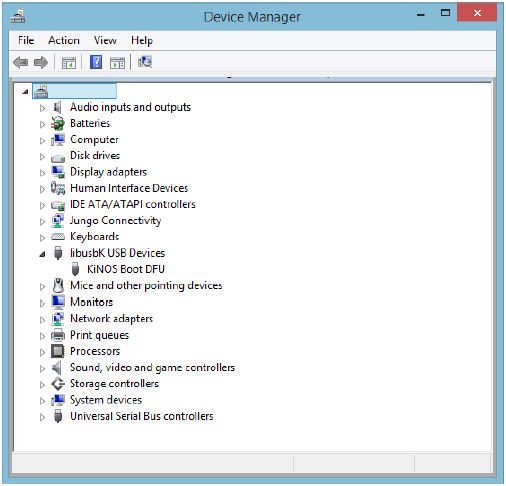 Device Manager
File Action View Help
Audio inputs and outputs
Batteries
Computer
Disk drives
Display adapters
Human Interface Devices
IDE ATA/ATAPI controllers
Jungo Connectivity
Keyboards
libusbK USB Devices
KiNOS Boot DFU
Mice and other pointing devices
Monitors
Network adapters
Print queues
Processors
Sound, video and game controllers
Storage controllers
System devices
Universal Serial Bus controllers